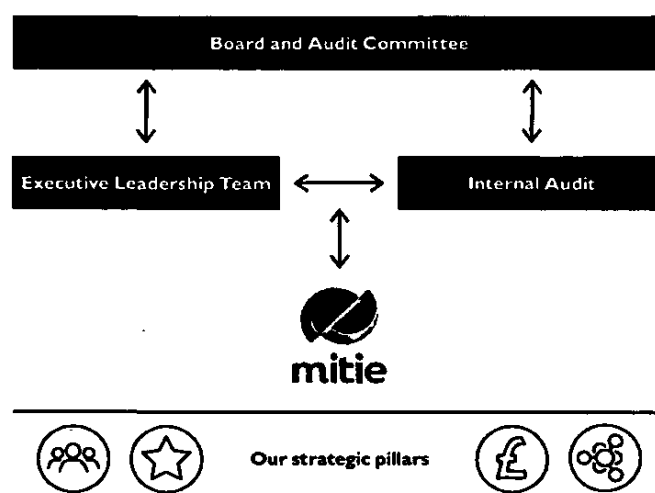 Board and Audit Committee
Executive Leadership Team
Internal Audit
mitie
Our strategic pillars
£